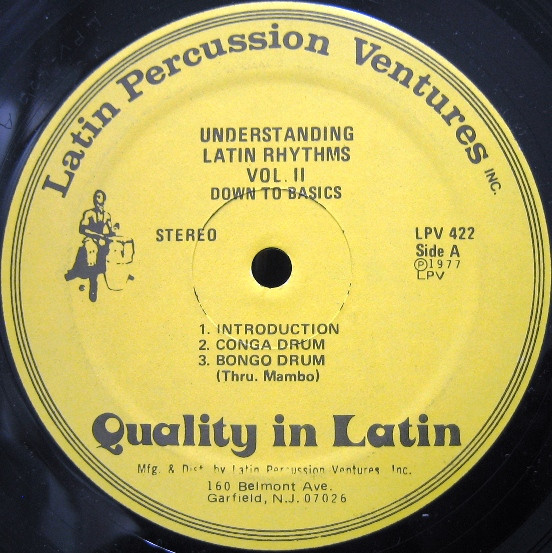 Latin Percussion Ventures INC.
UNDERSTANDING
LATIN RHYTHMS
VOL. II
DOWN TO BASICS
STEREO
LPV 422
Side A
Ⓟ1977
LPV
1. INTRODUCTION
2. CONGA DRUM
3. BONGO DRUM
(Thru. Mambo)
Quality in Latin
Mfg. & Dist. by Latin Percussion Ventures, Inc.
160 Belmont Ave.
Garfield, N.J. 07026